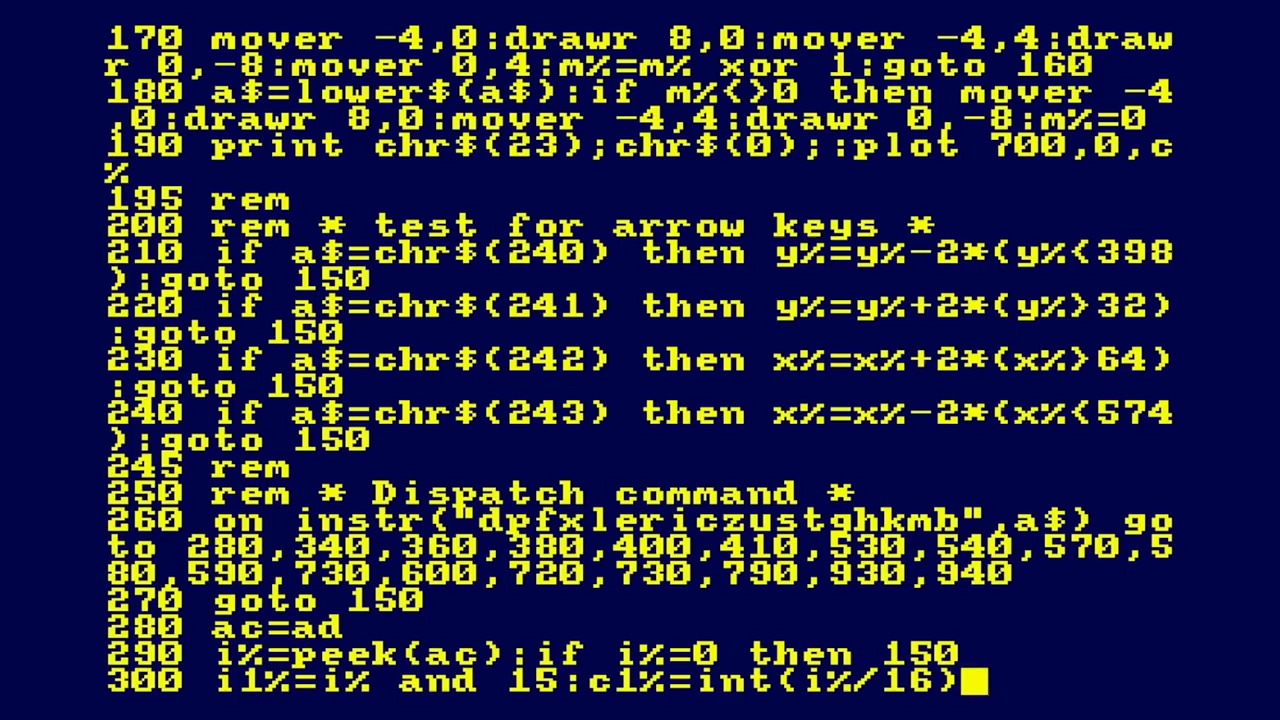 170 mover -4,0:drawr 8,0:mover -4,4:draw
r 0,-8:mover 0,4:m%=m% xor 1:goto 160
180 a$=lower$(a$):if m%<>0 then mover -4
,0:drawr 8,0:mover -4,4:drawr 0,-8:m%=0
190 print chr$(23);chr$(0);:plot 700,0,c
%
195 rem
200 rem * test for arrow keys *
210 if a$=chr$(240) then y%=y%-2*(y%<398
):goto 150
220 if a$=chr$(241) then y%=y%+2*(y%>32)
:goto 150
230 if a$=chr$(242) then x%=x%+2*(x%>64)
:goto 150
240 if a$=chr$(243) then x%=x%-2*(x%<574
):goto 150
245 rem
250 rem * Dispatch command *
260 on instr("dpfxlericzustghkmb",a$) go
to 280,340,360,380,400,410,530,540,570,5
80,590,730,600,720,730,790,930,940
270 goto 150
280 ac=ad
290 i%=peek(ac):if i%=0 then 150
300 i1%=i% and 15:c1%=int(i%/16)